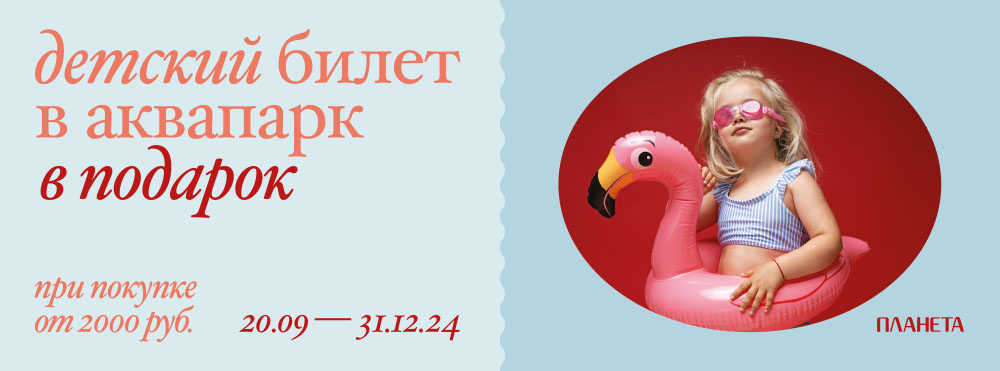 детский билет
в аквапарк
в подарок
при покупке
от 2000 руб.
20.09 — 31.12.24
ПЛАНЕТА